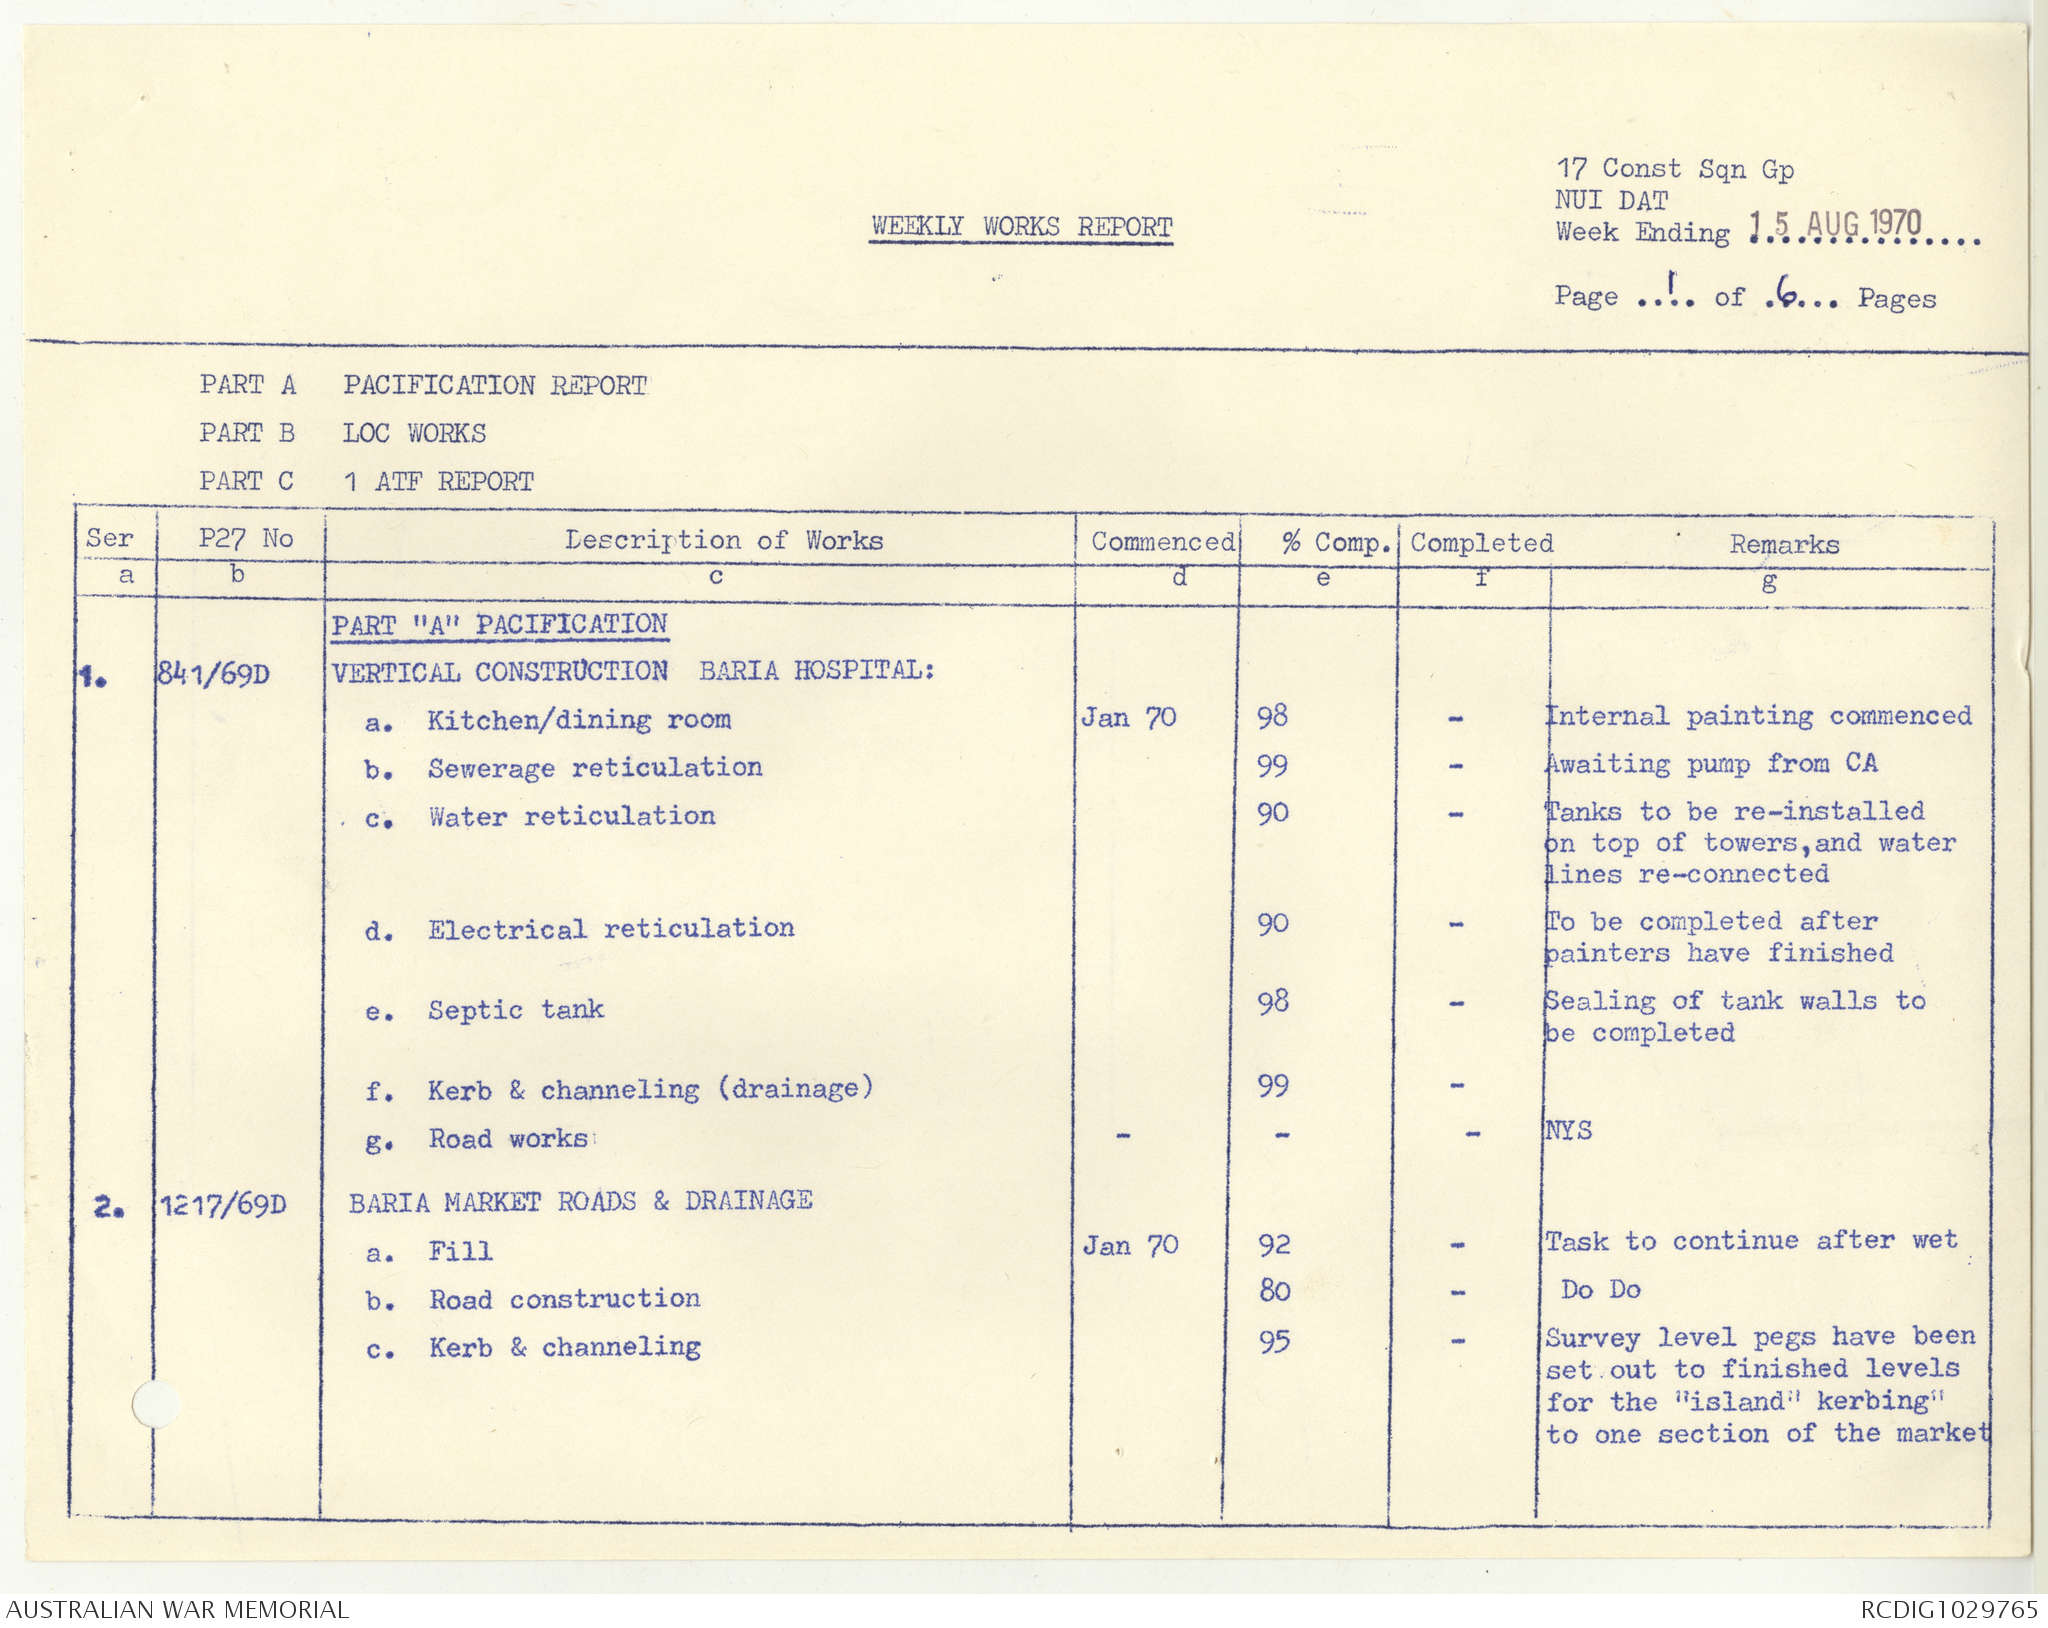 17 Const Sqn Gp
NUI DAT
WEEKLY WORKS REPORT
Week Ending 15 AUG 1970
Page ..1.. of .6... Pages
PART A PACIFICATION REPORT
PART B LOC WORKS
PART C 1 ATF REPORT
Ser P27 No Description of Works Commenced % Comp. Completed Remarks
a b c d e f g
PART "A" PACIFICATION
1. 841/69D VERTICAL CONSTRUCTION BARIA HOSPITAL:
a. Kitchen/dining room Jan 70 98 - Internal painting commenced
b. Sewerage reticulation 99 - Awaiting pump from CA
c. Water reticulation 90 - Tanks to be re-installed
on top of towers,and water
lines re-connected
d. Electrical reticulation 90 - To be completed after
painters have finished
e. Septic tank 98 - Sealing of tank walls to
be completed
f. Kerb & channeling (drainage) 99 -
g. Road works - - - NYS
2. 1217/69D BARIA MARKET ROADS & DRAINAGE
a. Fill Jan 70 92 - Task to continue after wet
b. Road construction 80 - Do Do
c. Kerb & channeling 95 - Survey level pegs have been
set out to finished levels
for the "island" kerbing"
to one section of the market
AUSTRALIAN WAR MEMORIAL RCDIG1029765